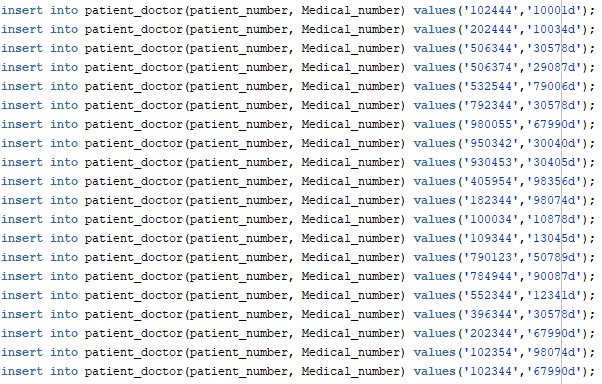 insert into patient_doctor(patient_number, Medical_number) values('102444','10001d');
insert into patient_doctor(patient_number, Medical_number) values('202444','10034d');
insert into patient_doctor(patient_number, Medical_number) values('506344','30578d');
insert into patient_doctor(patient_number, Medical_number) values('506374','29087d');
insert into patient_doctor(patient_number, Medical_number) values('532544','79006d');
insert into patient_doctor(patient_number, Medical_number) values('792344','30578d');
insert into patient_doctor(patient_number, Medical_number) values('980055','67990d');
insert into patient_doctor(patient_number, Medical_number) values('950342','30040d');
insert into patient_doctor(patient_number, Medical_number) values('930453','30405d');
insert into patient_doctor(patient_number, Medical_number) values('405954','98356d');
insert into patient_doctor(patient_number, Medical_number) values('182344','98074d');
insert into patient_doctor(patient_number, Medical_number) values('100034','10878d');
insert into patient_doctor(patient_number, Medical_number) values('109344','13045d');
insert into patient_doctor(patient_number, Medical_number) values('790123','50789d');
insert into patient_doctor(patient_number, Medical_number) values('784944','90087d');
insert into patient_doctor(patient_number, Medical_number) values('552344','12341d');
insert into patient_doctor(patient_number, Medical_number) values('396344','30578d');
insert into patient_doctor(patient_number, Medical_number) values('202344','67990d');
insert into patient_doctor(patient_number, Medical_number) values('102354','98074d');
insert into patient_doctor(patient_number, Medical_number) values('102344','67990d');